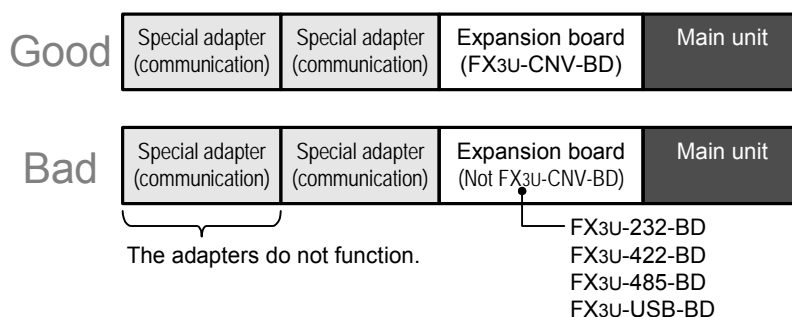 Good
Special adapter
(communication)
Special adapter
(communication)
Expansion board
(FX3U-CNV-BD)
Main unit
Bad
Special adapter
(communication)
Special adapter
(communication)
Expansion board
(Not FX3U-CNV-BD)
Main unit
The adapters do not function.
FX3U-232-BD
FX3U-422-BD
FX3U-485-BD
FX3U-USB-BD